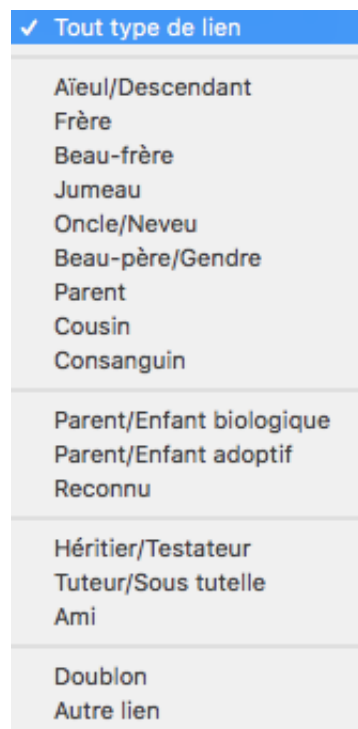 ✓ Tout type de lien
Aïeul/Descendant
Frère
Beau-frère
Jumeau
Oncle/Neveu
Beau-père/Gendre
Parent
Cousin
Consanguin
Parent/Enfant biologique
Parent/Enfant adoptif
Reconnu
Héritier/Testateur
Tuteur/Sous tutelle
Ami
Doublon
Autre lien